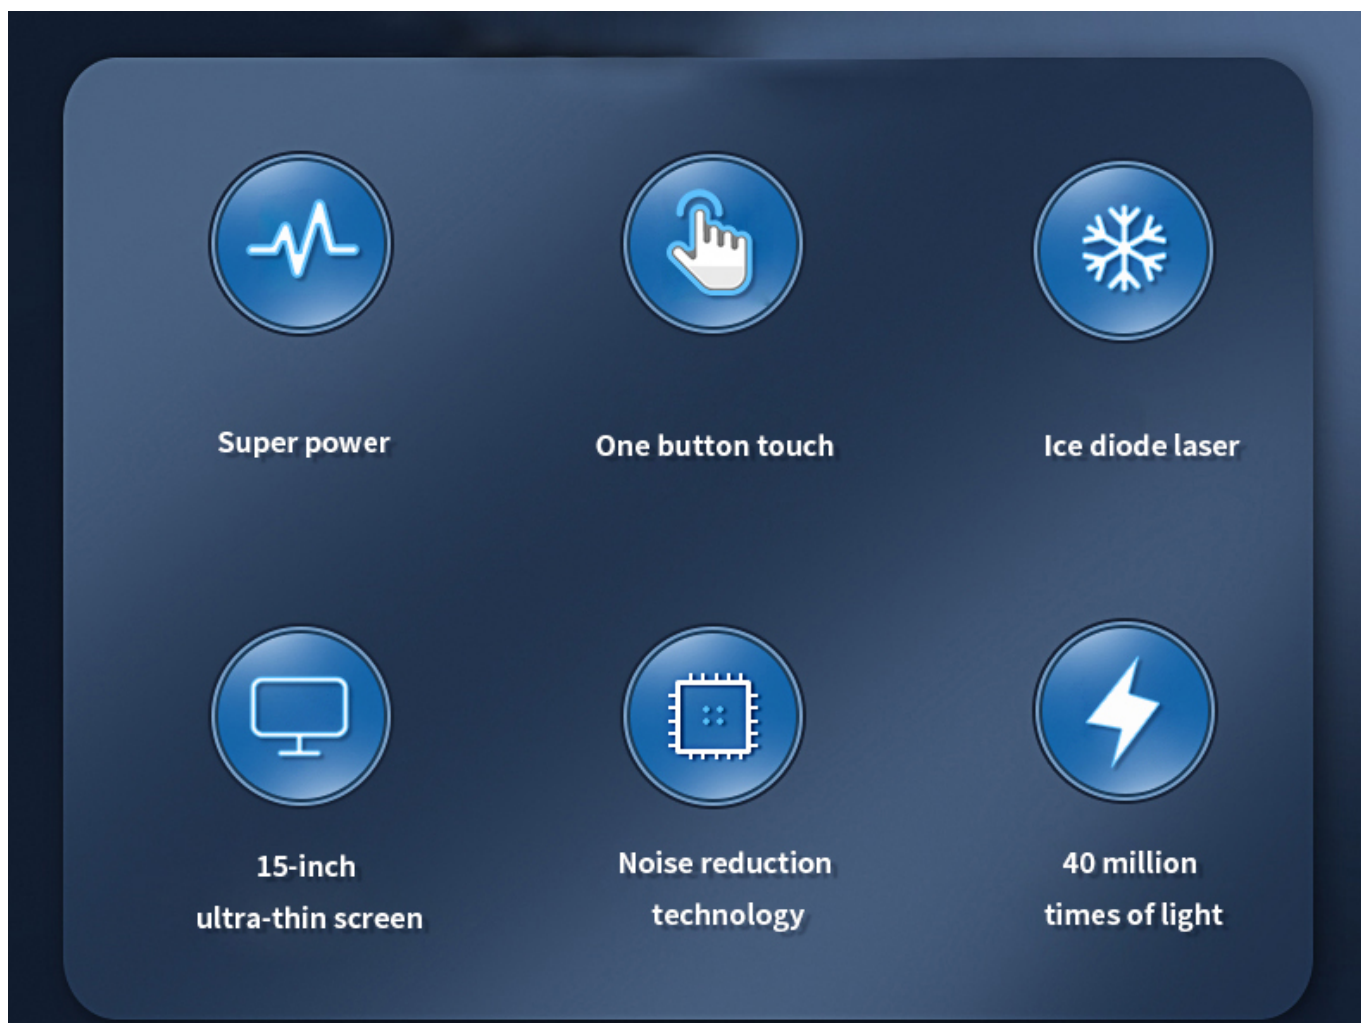 Super power
One button touch
Ice diode laser
15-inch
ultra-thin screen
Noise reduction
technology
40 million
times of light